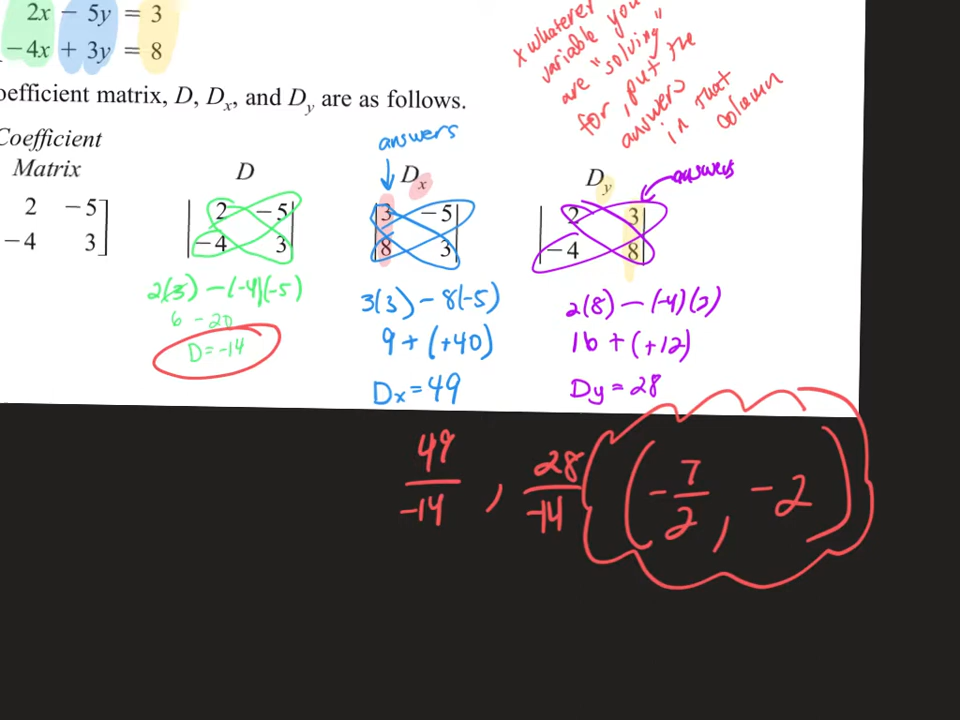 2x − 5y = 3
−4x + 3y = 8
x whatever
variable you
are "solving"
for, put the
answers
in that
column
oefficient matrix, D, Dx, and Dy are as follows.
Coefficient
Matrix
2 −5]
−4 3]
D
|2 −5|
|−4 3|
2(3) − (-4)(-5)
6 - 20
D = -14
answers
Dx
|3 −5|
|8 3|
3(3) − 8(-5)
9 + (+40)
Dx = 49
answers
Dy
|2 3|
|−4 8|
2(8) − (-4)(3)
16 + (+12)
Dy = 28
49/-14 , 28/-14 (-7/2, -2)